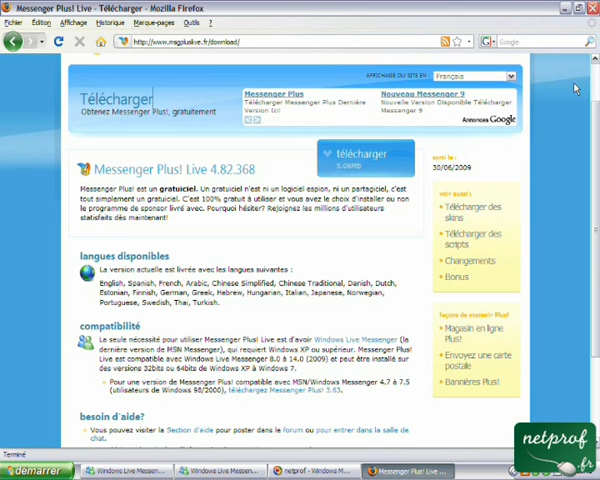 Messenger Plus! Live - Télécharger - Mozilla Firefox
Fichier Édition Affichage Historique Marque-pages Outils ?
http://www.msgpluslive.fr/download/
Google
AFFICHAGE DU SITE EN : Français
Télécharger
Obtenez Messenger Plus!, gratuitement
Messenger Plus
Télécharger Messenger Plus Dernière
Version Ici!
Nouveau Messenger 9
Nouvelle Version Disponible Télécharger
Messenger 9
Annonces Google
télécharger
5.06MB
Messenger Plus! Live 4.82.368
Messenger Plus! est un gratuiciel. Un gratuiciel n'est ni un logiciel espion, ni un partagiciel, c'est
tout simplement un gratuiciel. C'est 100% gratuit à utiliser et vous avez le choix d'installer ou non
le programme de sponsor livré avec. Pourquoi hésiter? Rejoignez les millions d'utilisateurs
satisfaits dès maintenant!
sorti le :
30/06/2009
voir aussi :
Télécharger des
skins
Télécharger des
scripts
Changements
Bonus
langues disponibles
La version actuelle est livrée avec les langues suivantes :
English, Spanish, French, Arabic, Chinese Simplified, Chinese Traditional, Danish, Dutch,
Estonian, Finnish, German, Greek, Hebrew, Hungarian, Italian, Japanese, Norwegian,
Portuguese, Swedish, Thai, Turkish.
façons de soutenir Plus!
Magasin en ligne
Plus!
Envoyez une carte
postale
Bannières Plus!
compatibilité
La seule nécessité pour utiliser Messenger Plus! Live est d'avoir Windows Live Messenger (la
dernière version de MSN Messenger), qui requiert Windows XP ou supérieur. Messenger Plus!
Live est compatible avec Windows Live Messenger 8.0 à 14.0 (2009) et peut être installé sur
des versions 32bits ou 64bits de Windows XP à Windows 7.
Pour une version de Messenger Plus! compatible avec MSN/Windows Messenger 4.7 à 7.5
(utilisateurs de Windows 98/2000), téléchargez Messenger Plus! 3.63.
besoin d'aide?
Vous pouvez visiter la Section d'aide pour poster dans le forum ou pour entrer dans la salle de
chat.
Terminé
démarrer
Windows Live Messen...
Windows Live Messen...
netprof - Windows M...
Messenger Plus! Live ...
netprof
.fr